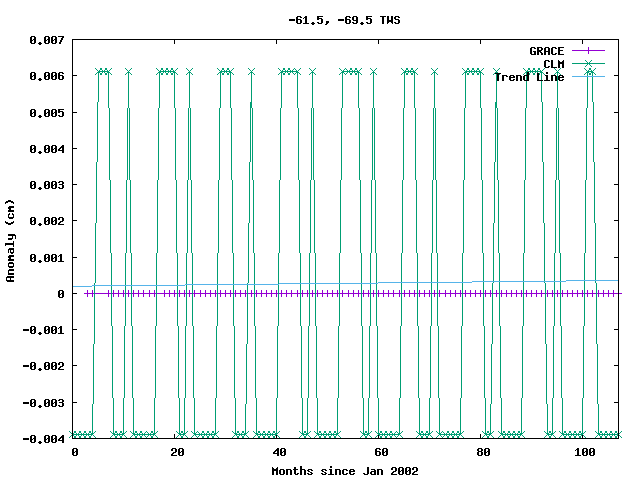 -61.5, -69.5 TWS
GRACE
CLM
Trend Line
0.007
0.006
0.005
0.004
0.003
0.002
0.001
0
-0.001
-0.002
-0.003
-0.004
Anomaly (cm)
0 20 40 60 80 100
Months since Jan 2002